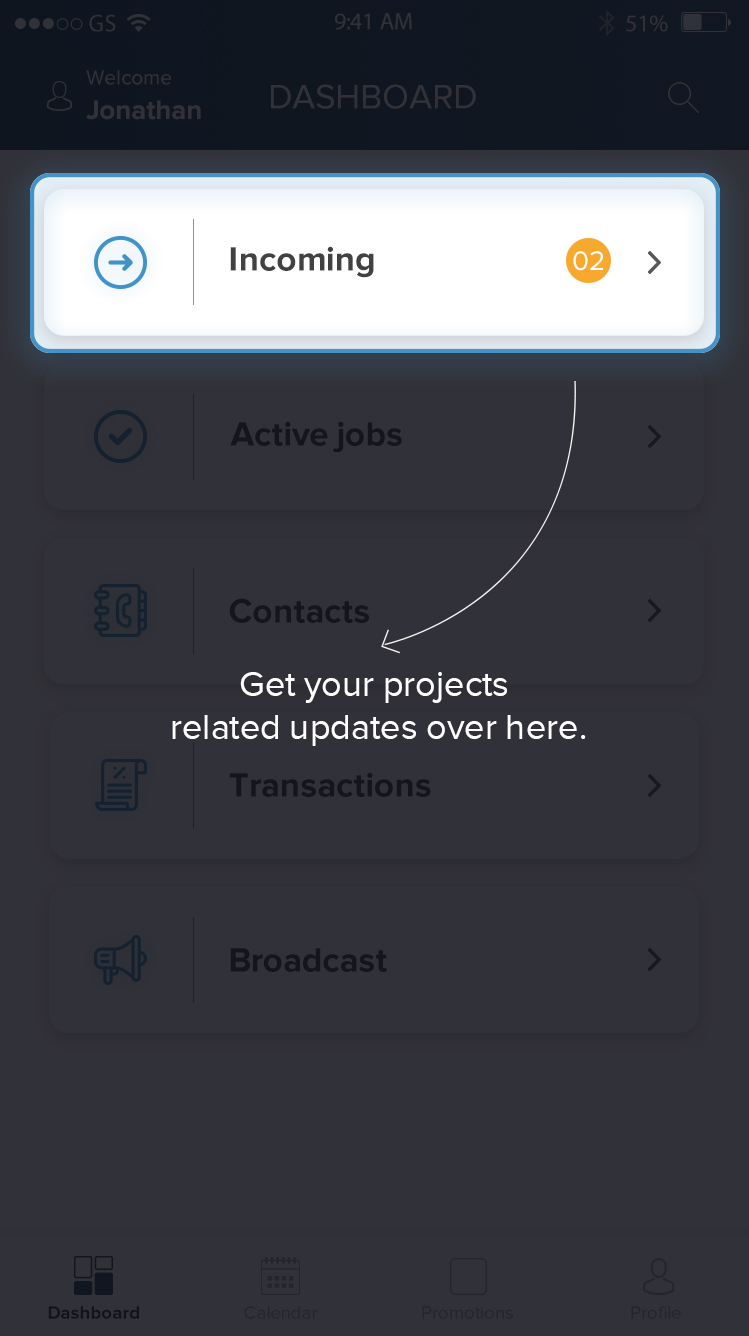 GS 9:41 AM 51%
Welcome
Jonathan
DASHBOARD
Incoming 02
Active jobs
Contacts
Get your projects
related updates over here.
Transactions
Broadcast
Dashboard Calendar Promotions Profile